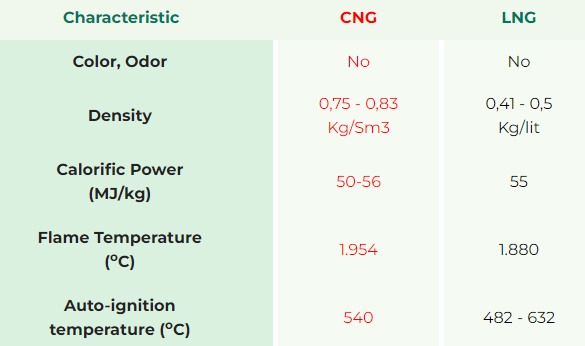 Characteristic CNG LNG
Color, Odor No No
Density 0,75 - 0,83 Kg/Sm3 0,41 - 0,5 Kg/lit
Calorific Power (MJ/kg) 50-56 55
Flame Temperature (ºC) 1.954 1.880
Auto-ignition temperature (ºC) 540 482 - 632